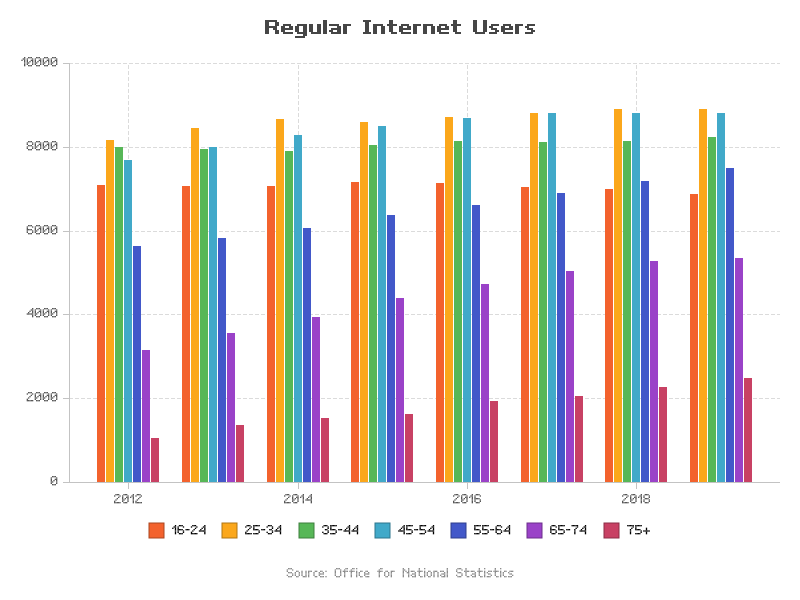 Regular Internet Users
10000
8000
6000
4000
2000
0
2012 2014 2016 2018
16-24 25-34 35-44 45-54 55-64 65-74 75+
Source: Office for National Statistics